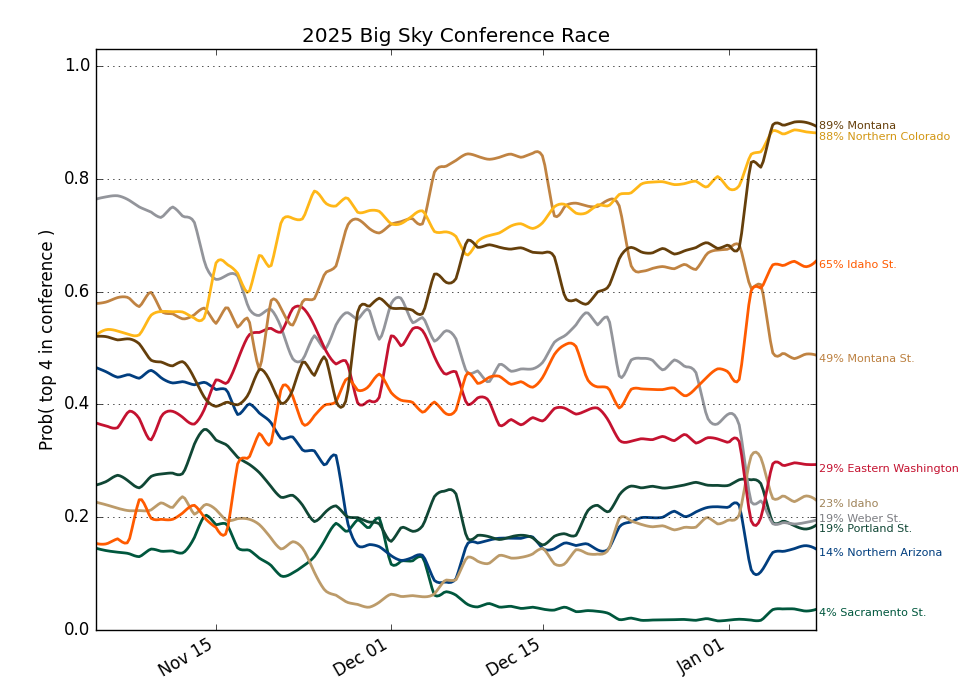 2025 Big Sky Conference Race
Prob( top 4 in conference )
1.0
0.8
0.6
0.4
0.2
0.0
Nov 15
Dec 01
Dec 15
Jan 01
89% Montana
88% Northern Colorado
65% Idaho St.
49% Montana St.
29% Eastern Washington
23% Idaho
19% Weber St.
19% Portland St.
14% Northern Arizona
4% Sacramento St.